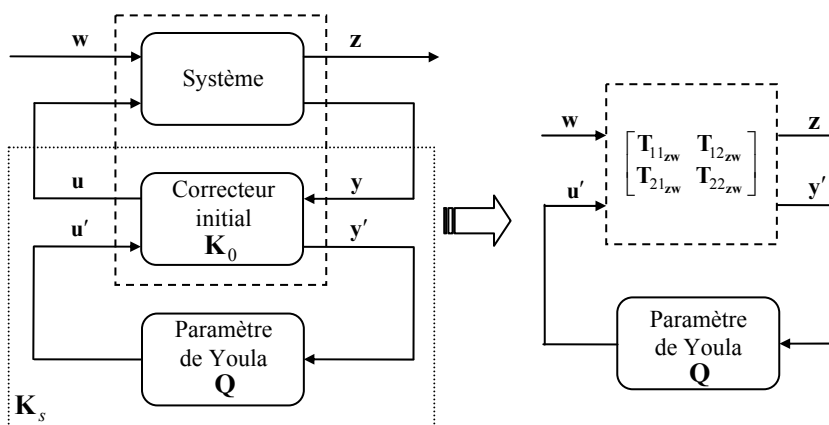 w
z
Système
u
y
Correcteur
initial
K₀
u′
y′
Paramètre
de Youla
Q
Kₛ
w
z
T₁₁zw T₁₂zw
T₂₁zw T₂₂zw
u′
y′
Paramètre
de Youla
Q